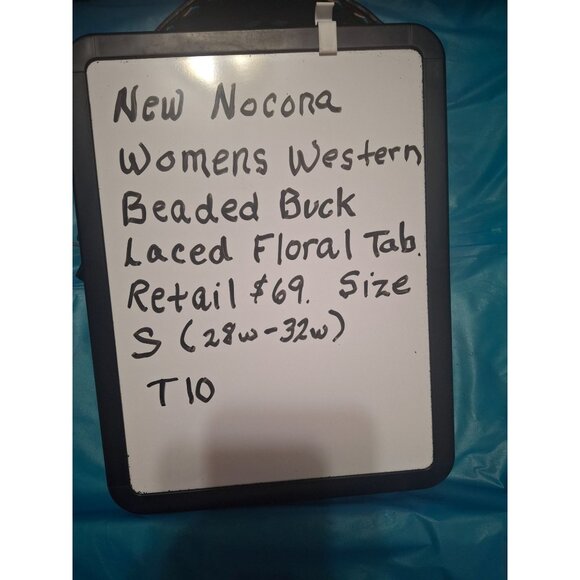 New Nocona
Womens Western
Beaded Buck
Laced Floral Tab.
Retail $69. Size
S (28w-32w)
T10